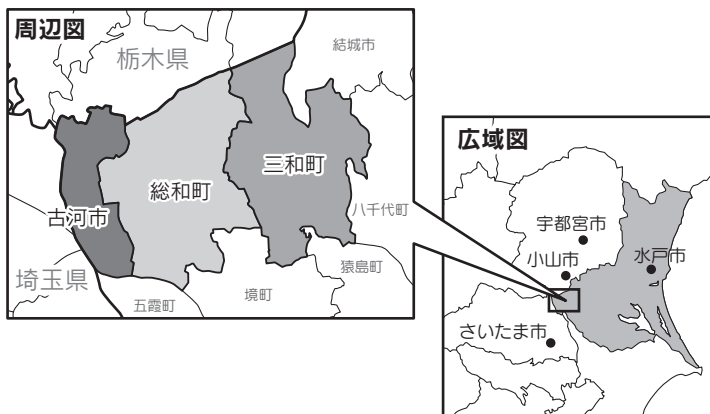 周辺図
栃木県
結城市
三和町
総和町
古河市
八千代町
埼玉県
猿島町
境町
五霞町
広域図
宇都宮市
小山市
水戸市
さいたま市